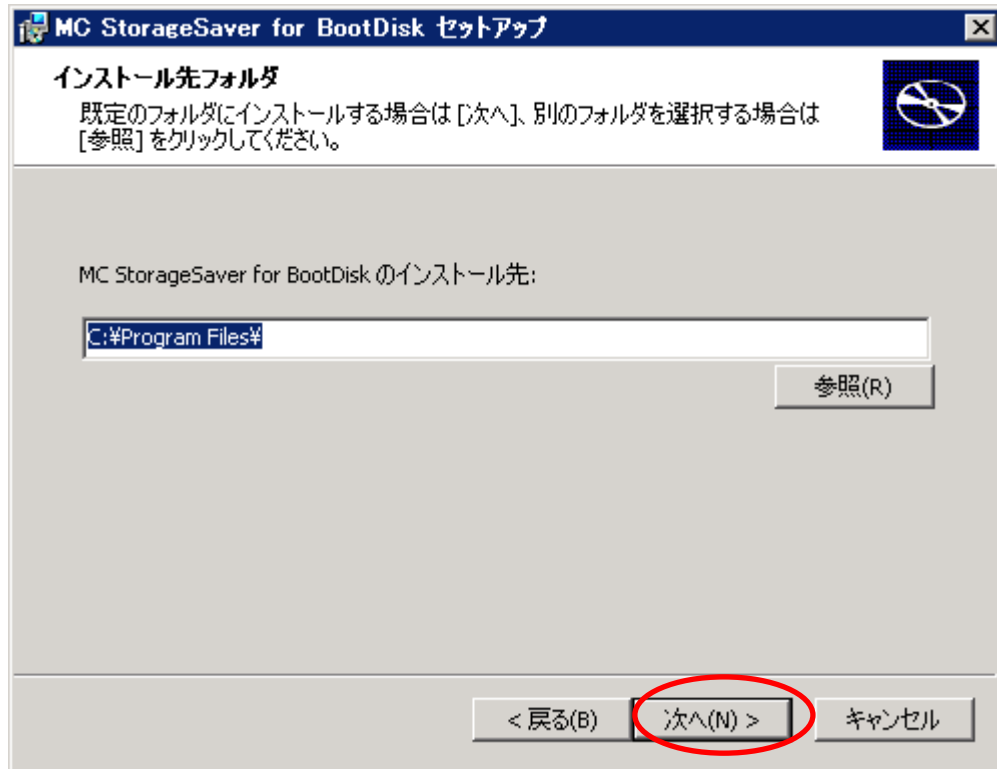 MC StorageSaver for BootDisk セットアップ
インストール先フォルダ
既定のフォルダにインストールする場合は [次へ]、別のフォルダを選択する場合は
[参照] をクリックしてください。
MC StorageSaver for BootDisk のインストール先:
C:¥Program Files¥
参照(R)
< 戻る(B)
次へ(N) >
キャンセル